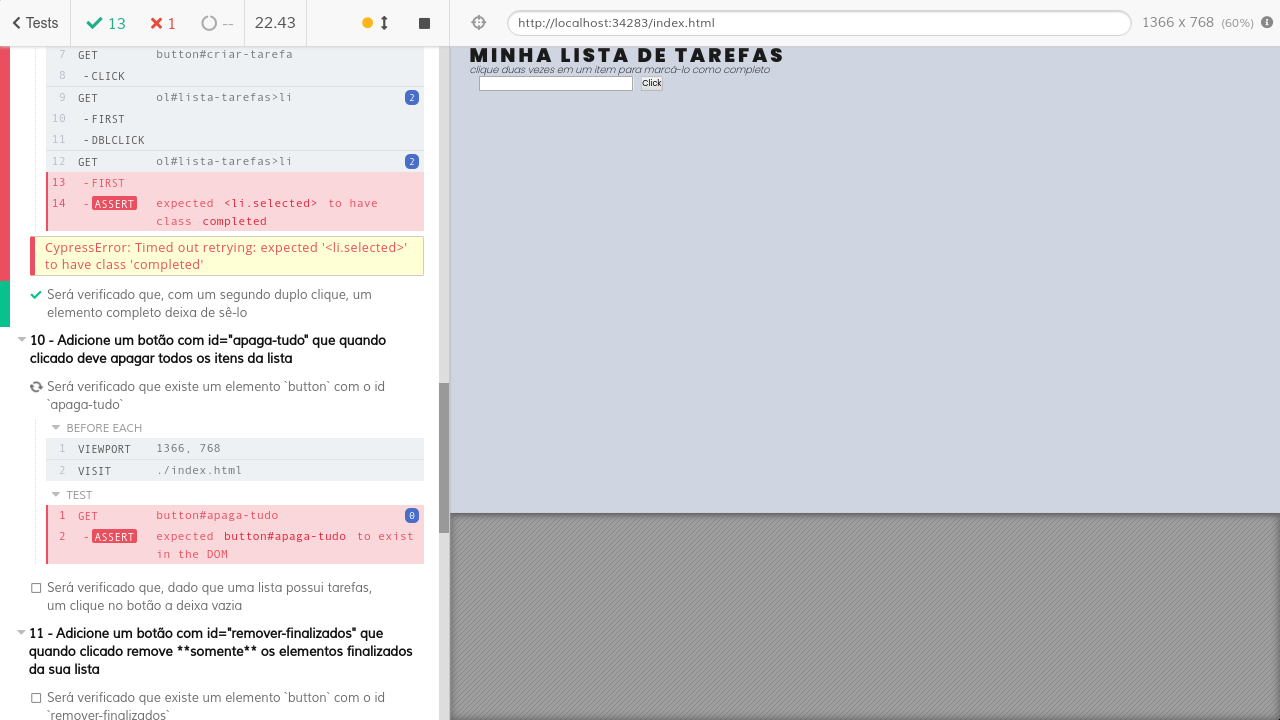 Tests
13
1
--
22.43
http://localhost:34283/index.html
1366 x 768 (60%)
7 GET button#criar-tarefa
8 - CLICK
9 GET ol#lista-tarefas>li 2
10 - FIRST
11 - DBLCLICK
12 GET ol#lista-tarefas>li 2
13 - FIRST
14 - ASSERT expected <li.selected> to have
class completed
CypressError: Timed out retrying: expected '<li.selected>'
to have class 'completed'
Será verificado que, com um segundo duplo clique, um
elemento completo deixa de sê-lo
10 - Adicione um botão com id="apaga-tudo" que quando
clicado deve apagar todos os itens da lista
Será verificado que existe um elemento `button` com o id
`apaga-tudo`
BEFORE EACH
1 VIEWPORT 1366, 768
2 VISIT ./index.html
TEST
1 GET button#apaga-tudo 0
2 - ASSERT expected button#apaga-tudo to exist
in the DOM
Será verificado que, dado que uma lista possui tarefas,
um clique no botão a deixa vazia
11 - Adicione um botão com id="remover-finalizados" que
quando clicado remove **somente** os elementos finalizados
da sua lista
Será verificado que existe um elemento `button` com o id
`remover-finalizados`
MINHA LISTA DE TAREFAS
clique duas vezes em um item para marcá-lo como completo
Click